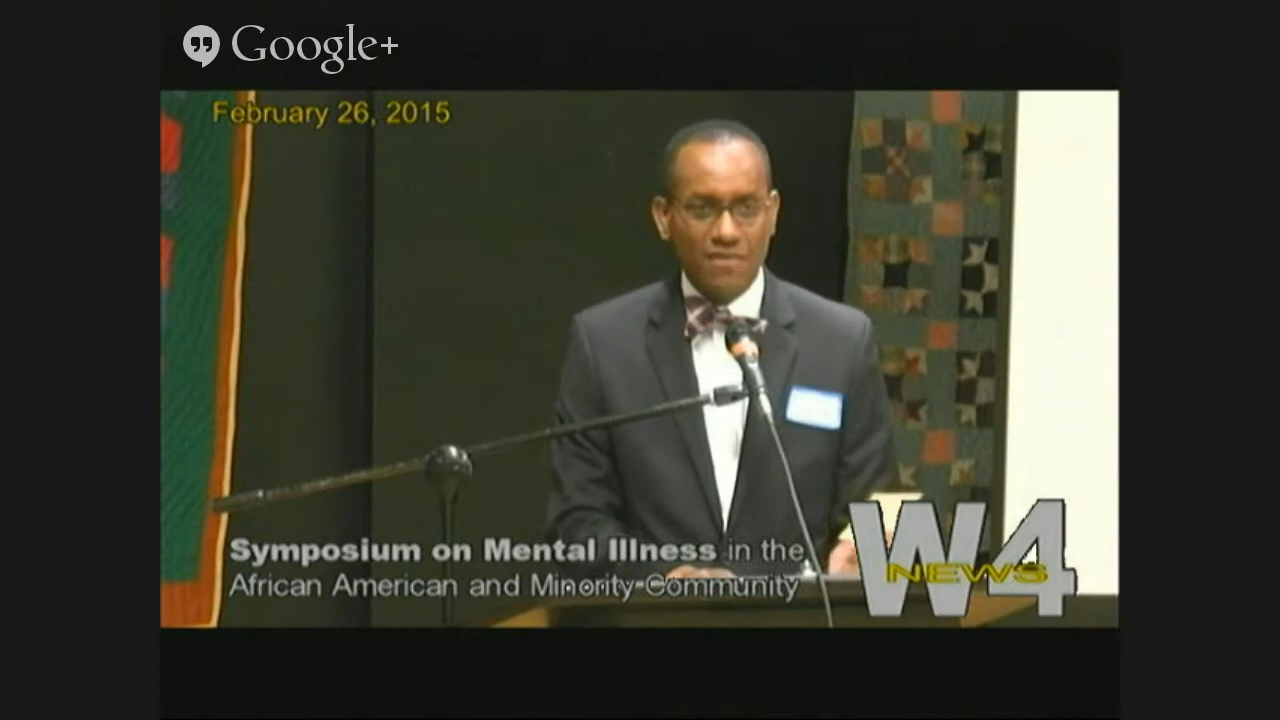 Google+
February 26, 2015
Symposium on Mental Illness in the
African American and Minority Community
W4
NEWS